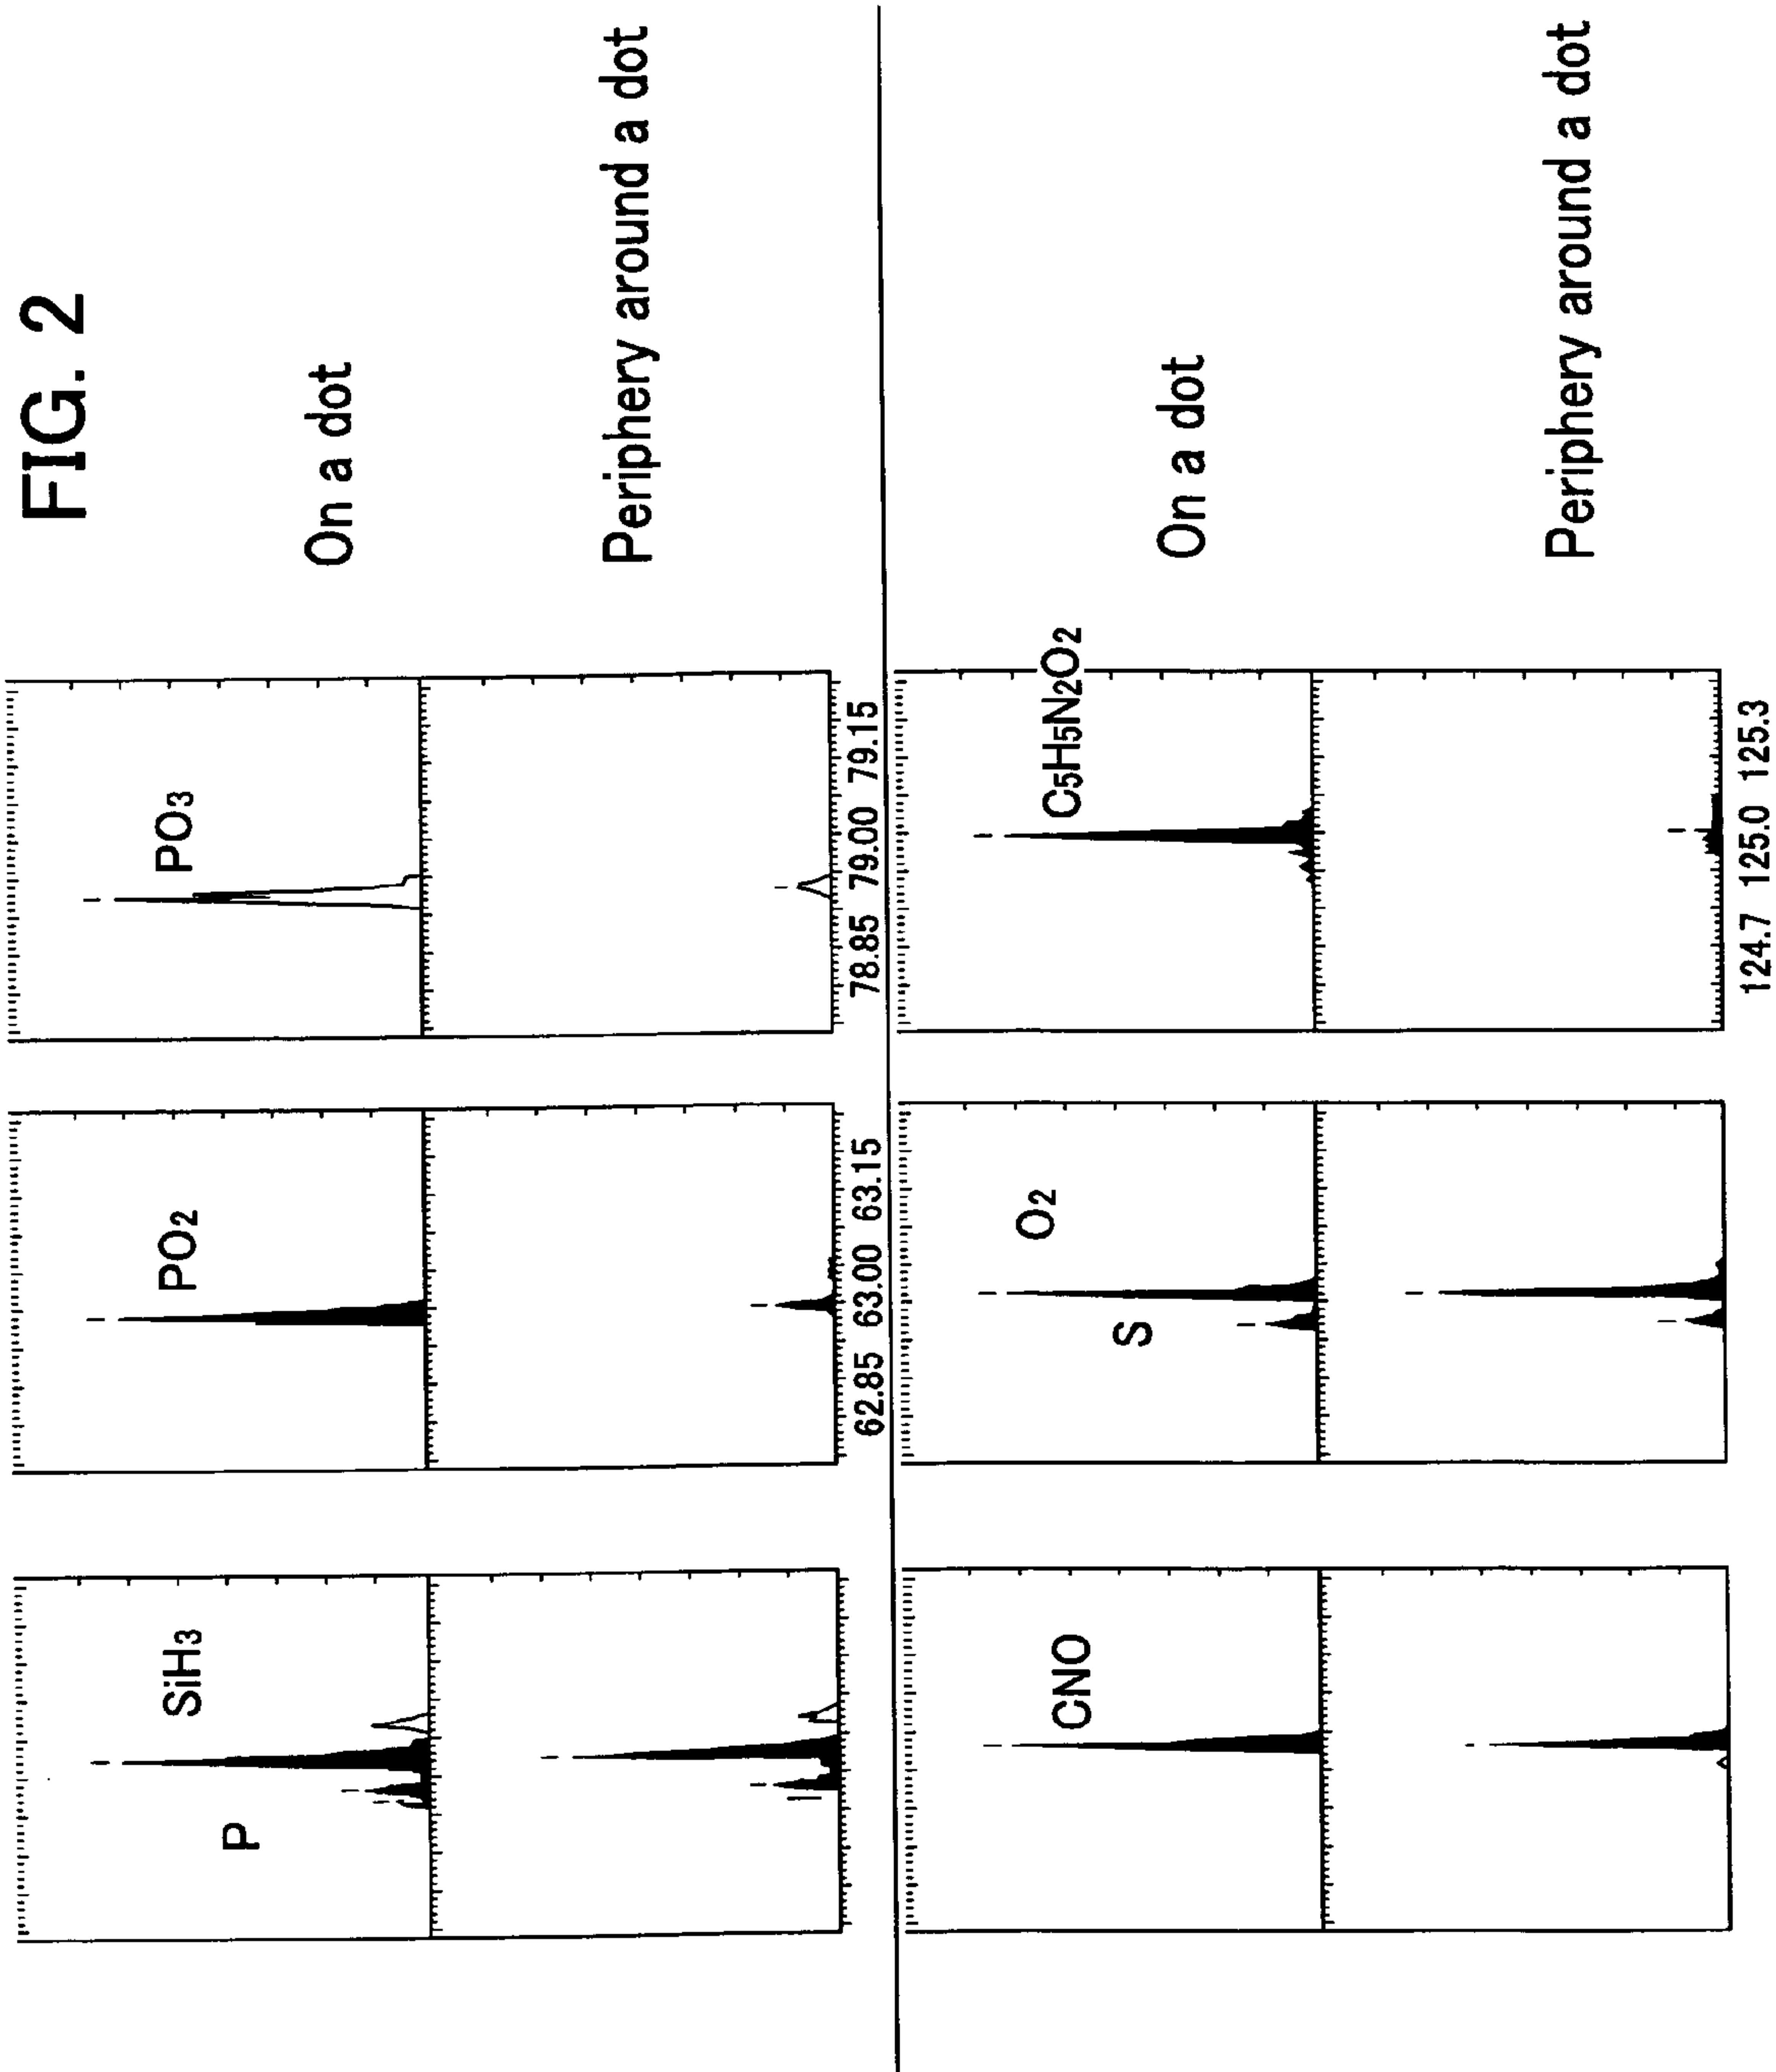 FIG. 2
P
SiH₃
PO₂
PO₃
On a dot
Periphery around a dot
62.85 63.00 63.15
78.85 79.00 79.15
CNO
S
O₂
C₅H₅N₂O₂
On a dot
Periphery around a dot
124.7 125.0 125.3